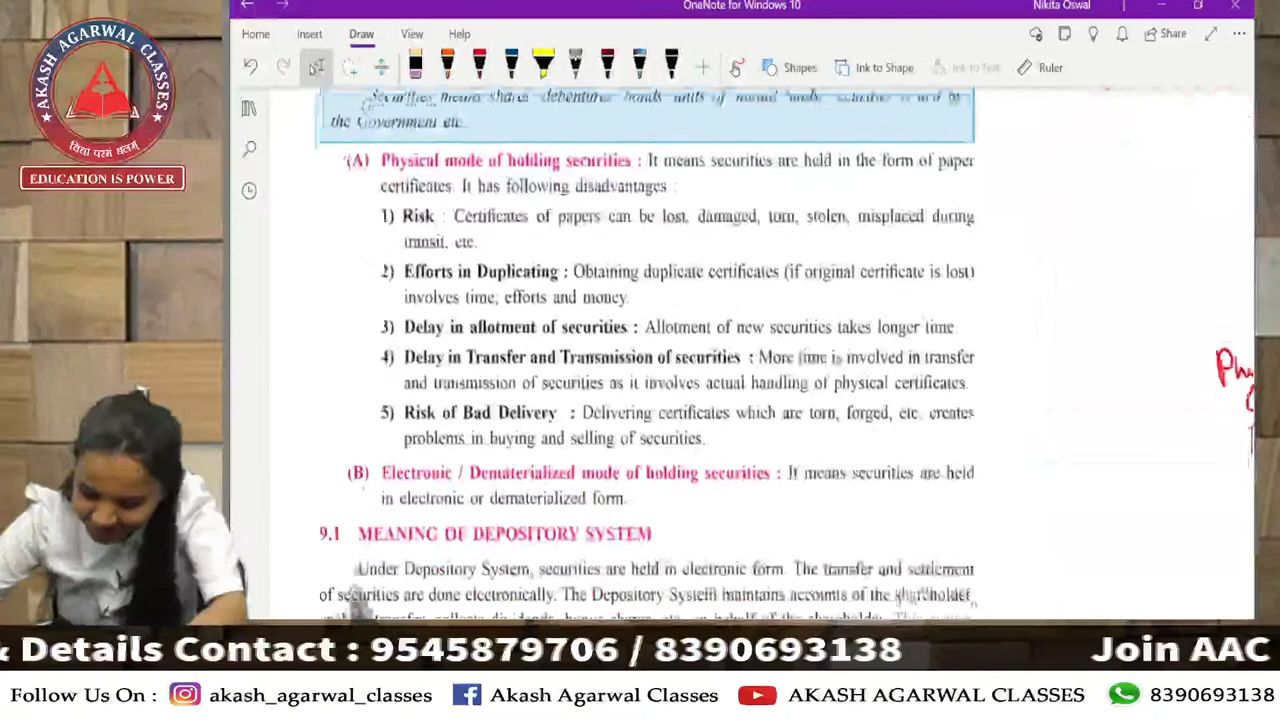 OneNote for Windows 10
Nikita Oswal
Home Insert Draw View Help
Share
Shapes Ink to Shape Ink to Text Ruler
AKASH AGARWAL CLASSES
विद्या परमं बलम्
EDUCATION IS POWER
Securities means shares debentures bonds units of mutual funds
the Government etc.
(A) Physical mode of holding securities : It means securities are held in the form of paper
certificates. It has following disadvantages :
1) Risk : Certificates of papers can be lost, damaged, torn, stolen, misplaced during
transit, etc.
2) Efforts in Duplicating : Obtaining duplicate certificates (if original certificate is lost)
involves time, efforts and money.
3) Delay in allotment of securities : Allotment of new securities takes longer time.
4) Delay in Transfer and Transmission of securities : More time is involved in transfer
and transmission of securities as it involves actual handling of physical certificates.
5) Risk of Bad Delivery : Delivering certificates which are torn, forged, etc. creates
problems in buying and selling of securities.
(B) Electronic / Dematerialized mode of holding securities : It means securities are held
in electronic or dematerialized form.
9.1 MEANING OF DEPOSITORY SYSTEM
Under Depository System, securities are held in electronic form. The transfer and settlement
of securities are done electronically. The Depository System maintains accounts of the shareholder,
& Details Contact : 9545879706 / 8390693138 Join AAC
Follow Us On : akash_agarwal_classes Akash Agarwal Classes AKASH AGARWAL CLASSES 8390693138